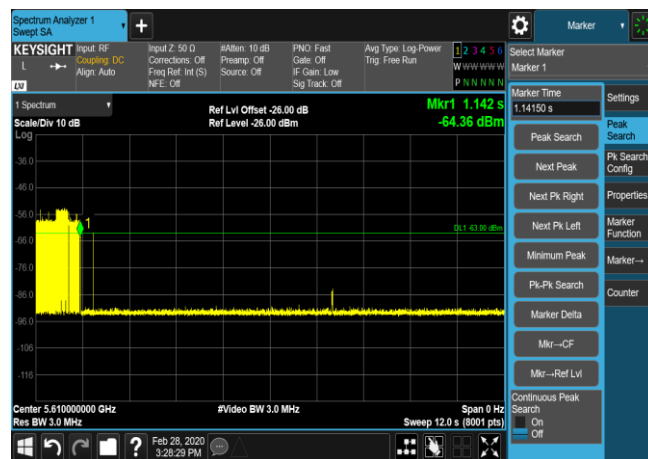 Spectrum Analyzer 1
Swept SA
Marker
KEYSIGHT
L
LXI
Input: RF
Coupling: DC
Align: Auto
Input Z: 50 Ω
Corrections: Off
Freq Ref: Int (S)
NFE: Off
#Atten: 10 dB
Preamp: Off
Source: Off
PNO: Fast
Gate: Off
IF Gain: Low
Sig Track: Off
Avg Type: Log-Power
Trig: Free Run
1 2 3 4 5 6
W W W W W W
P N N N N N
Select Marker
Marker 1
1 Spectrum
Scale/Div 10 dB
Log
Ref Lvl Offset -26.00 dB
Ref Level -26.00 dBm
Mkr1 1.142 s
-64.36 dBm
-36.0
-46.0
-56.0
-66.0
-76.0
-86.0
-96.0
-106
-116
1
DL1 -63.00 dBm
Center 5.610000000 GHz
Res BW 3.0 MHz
#Video BW 3.0 MHz
Span 0 Hz
Sweep 12.0 s (8001 pts)
Marker Time
1.14150 s
Peak Search
Next Peak
Next Pk Right
Next Pk Left
Minimum Peak
Pk-Pk Search
Marker Delta
Mkr→CF
Mkr→Ref Lvl
Continuous Peak
Search
On
Off
Settings
Peak
Search
Pk Search
Config
Properties
Marker
Function
Marker→
Counter
?
Feb 28, 2020
3:28:29 PM